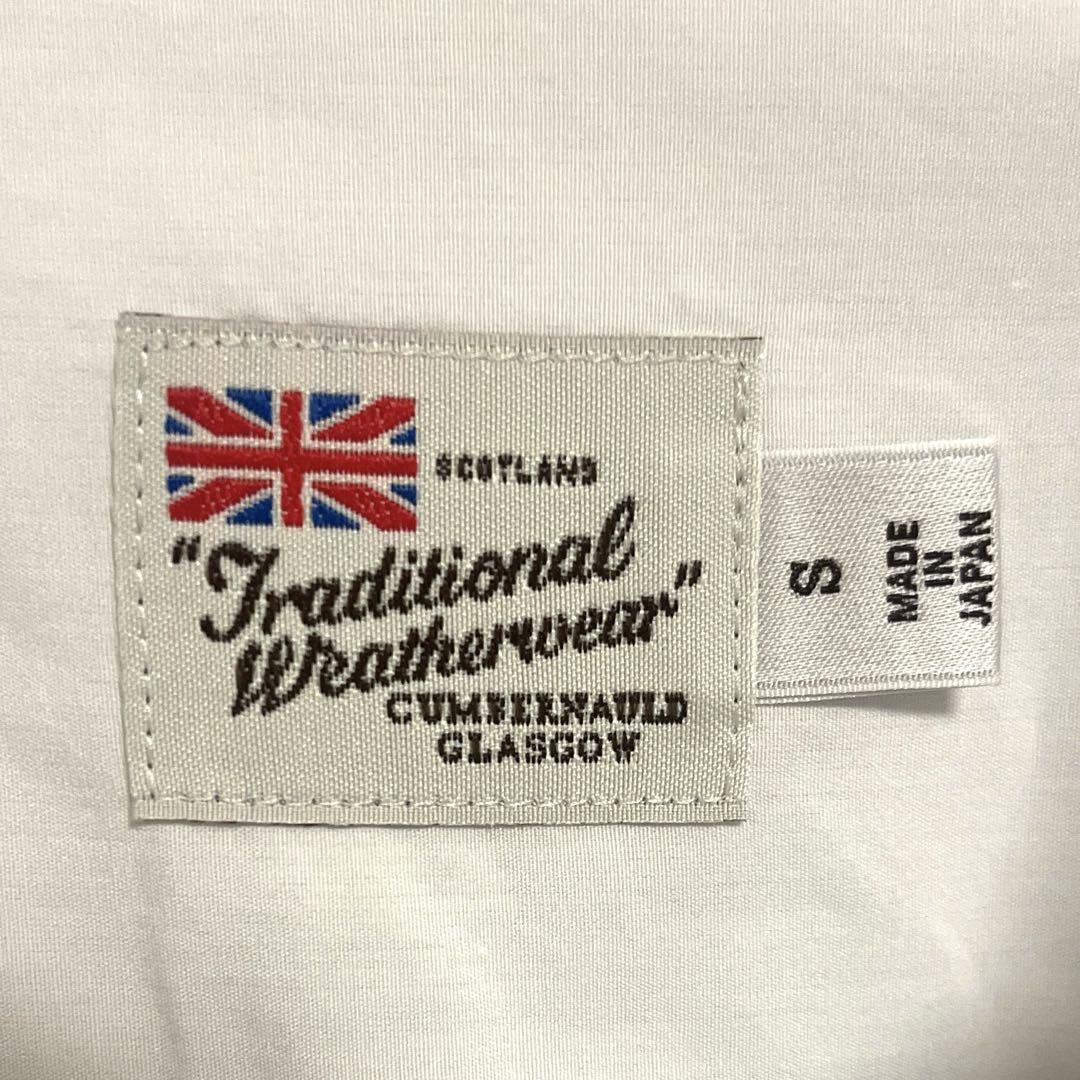 SCOTLAND
"Traditional
Weatherwear"
CUMBERNAULD
GLASGOW
S
MADE
IN
JAPAN